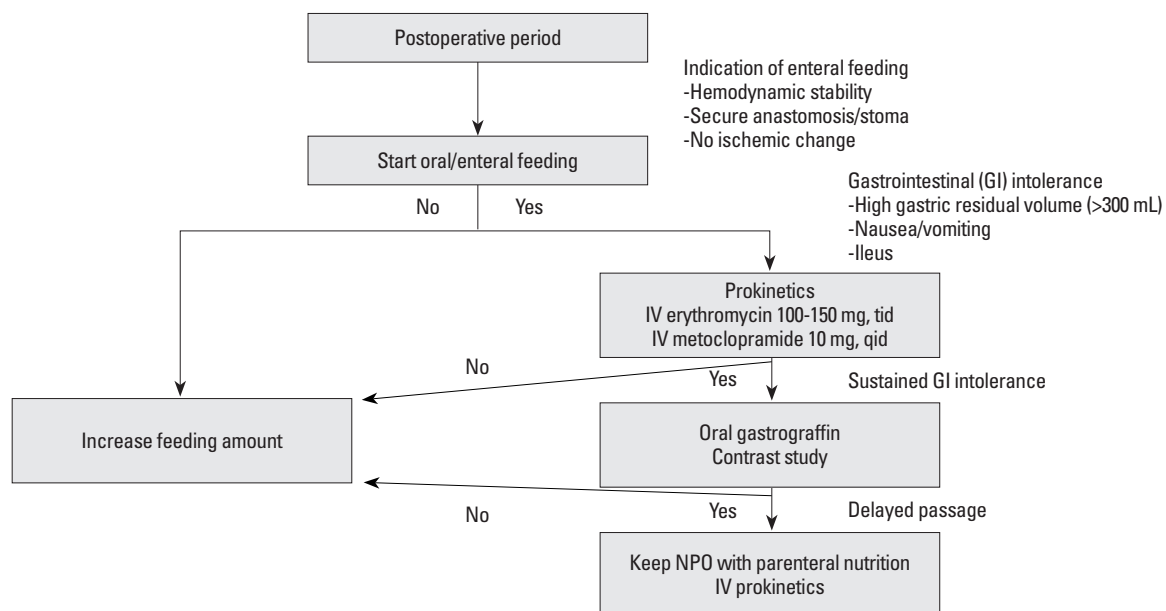 Postoperative period
Indication of enteral feeding
-Hemodynamic stability
-Secure anastomosis/stoma
-No ischemic change
Start oral/enteral feeding
No
Yes
Gastrointestinal (GI) intolerance
-High gastric residual volume (>300 mL)
-Nausea/vomiting
-Ileus
Prokinetics
IV erythromycin 100-150 mg, tid
IV metoclopramide 10 mg, qid
No
Yes
Sustained GI intolerance
Increase feeding amount
Oral gastrograffin
Contrast study
No
Yes
Delayed passage
Keep NPO with parenteral nutrition
IV prokinetics